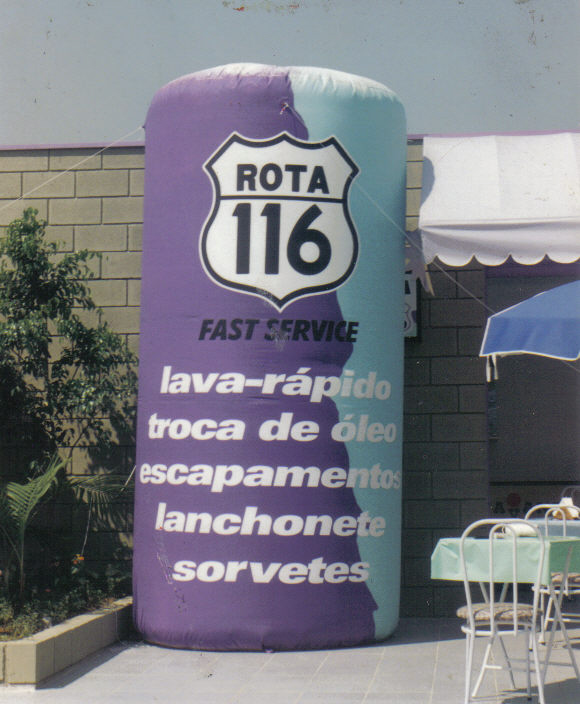 ROTA
116
FAST SERVICE
lava-rápido
troca de óleo
escapamentos
lanchonete
sorvetes